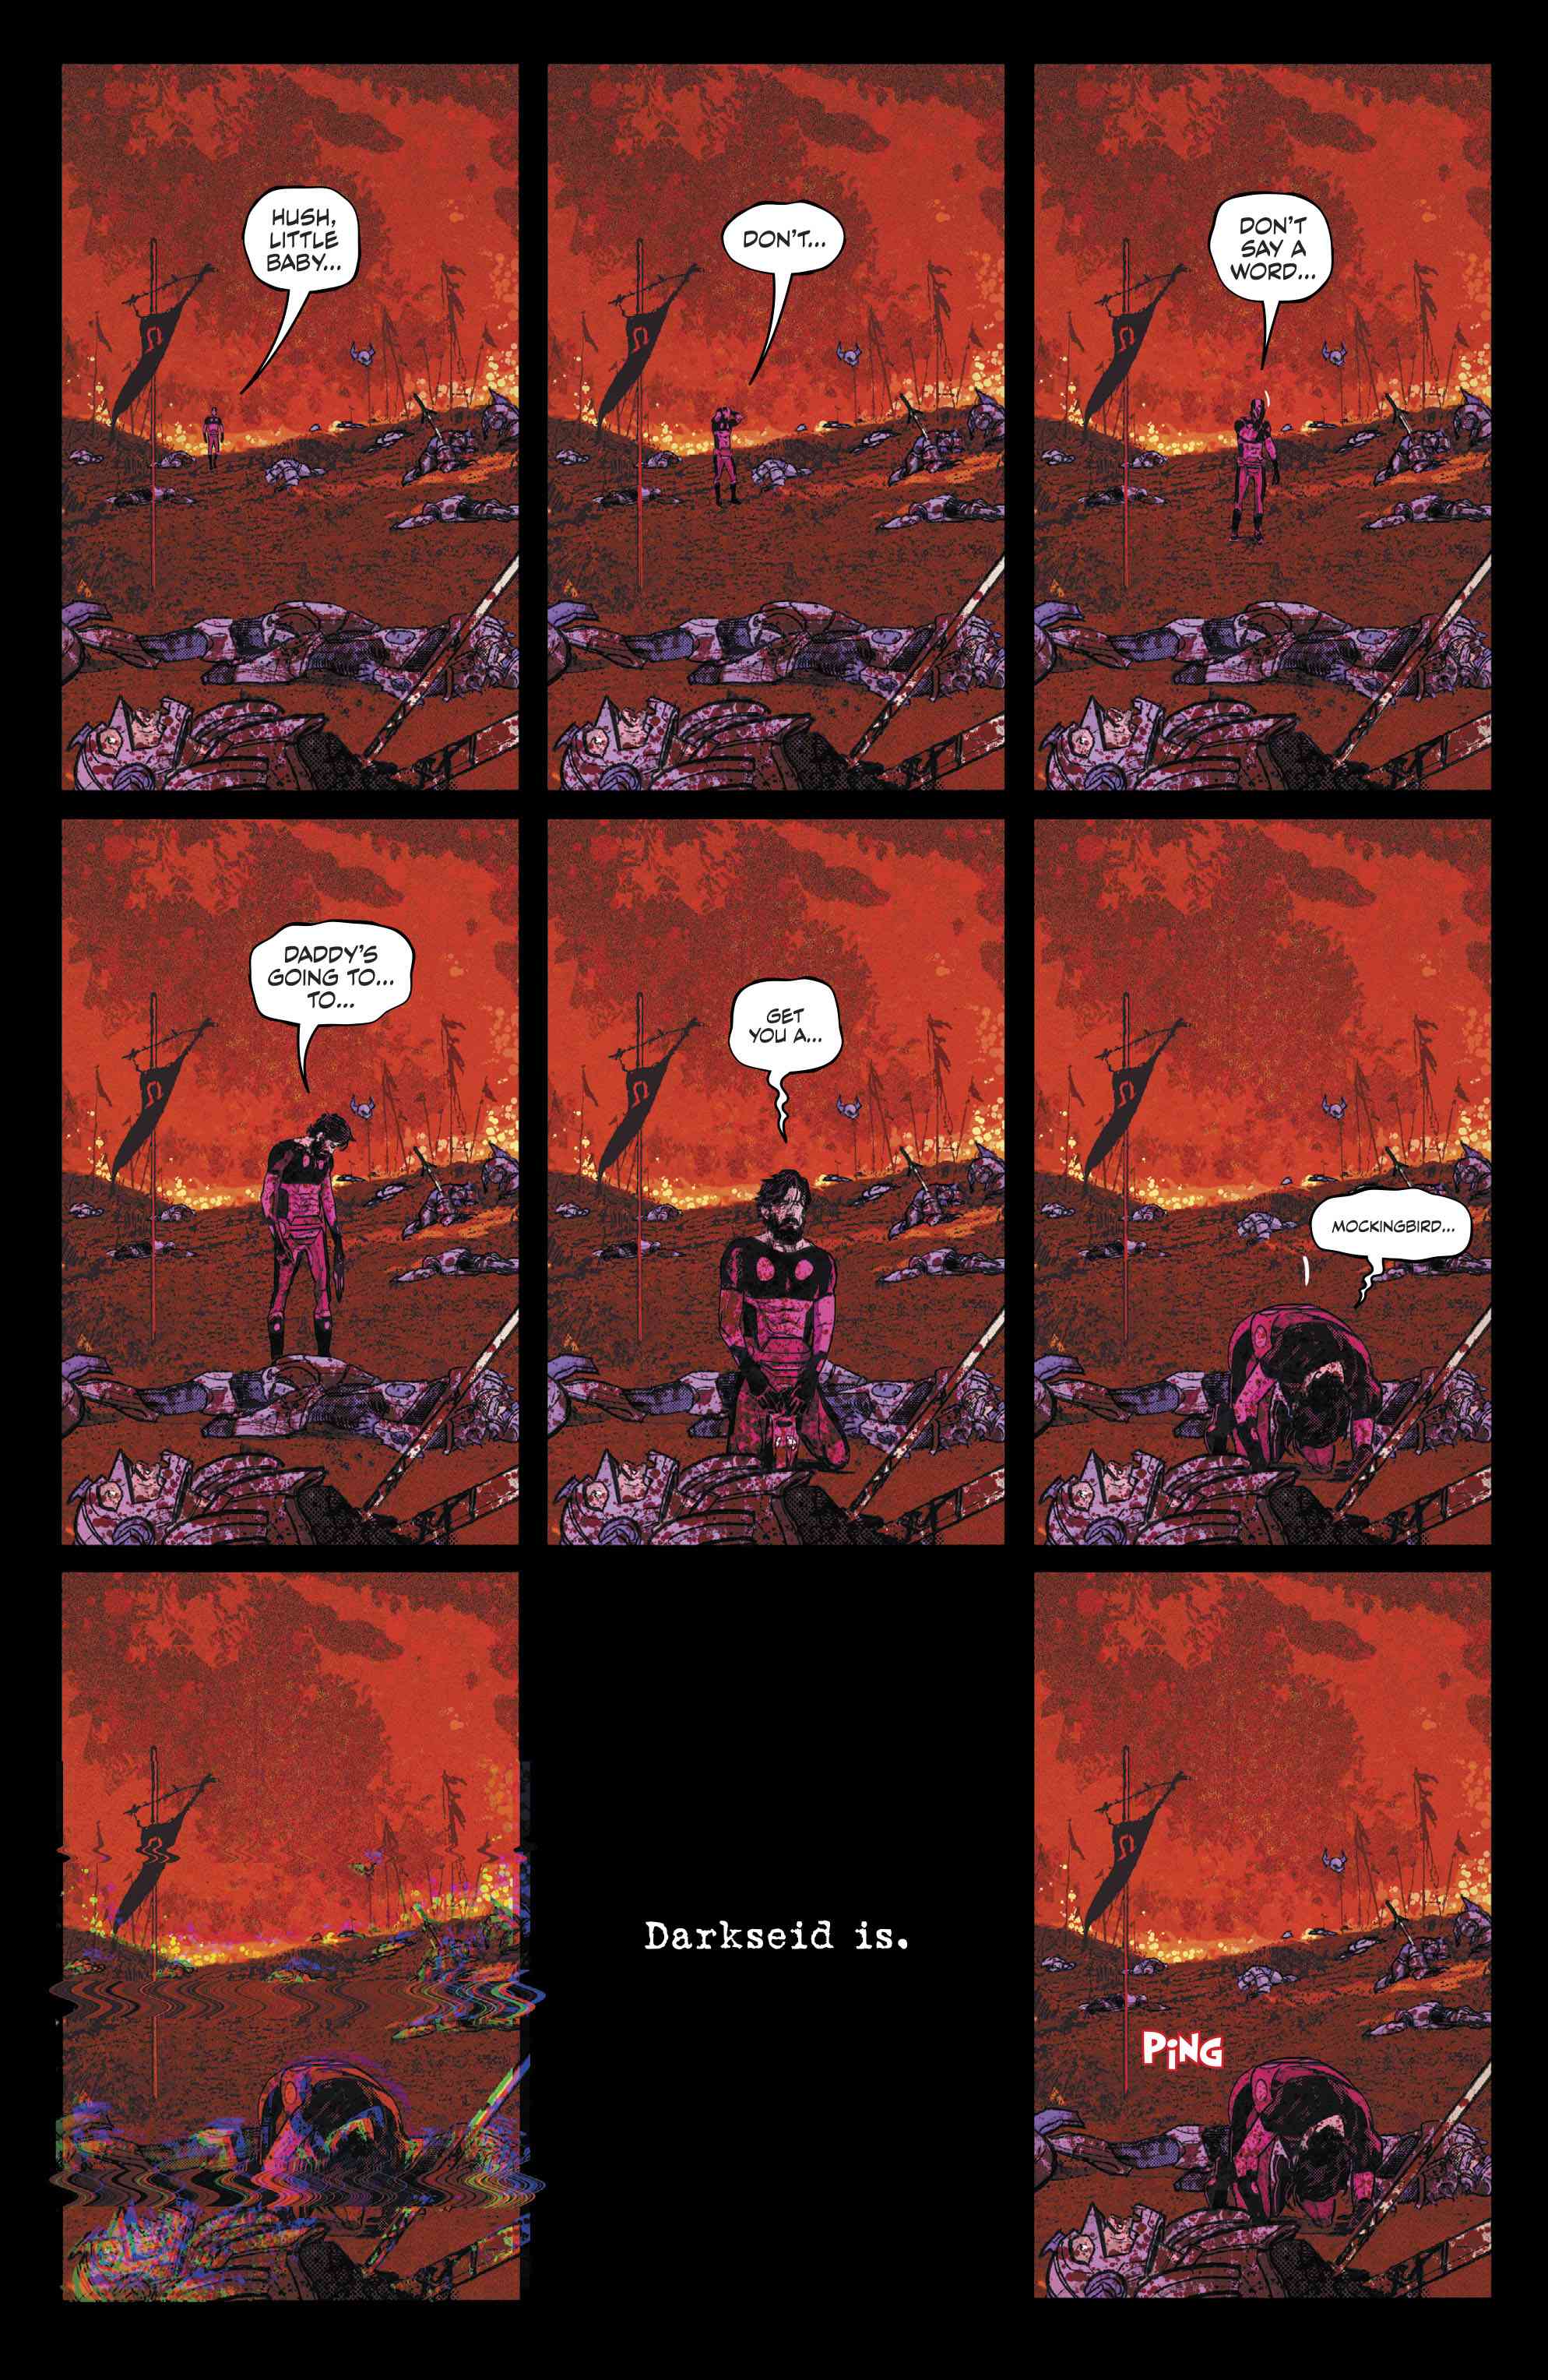 HUSH,
LITTLE
BABY...
DON'T...
DON'T
SAY A
WORD...
DADDY'S
GOING TO...
TO...
GET
YOU A...
MOCKINGBIRD...
Darkseid is.
PiNG